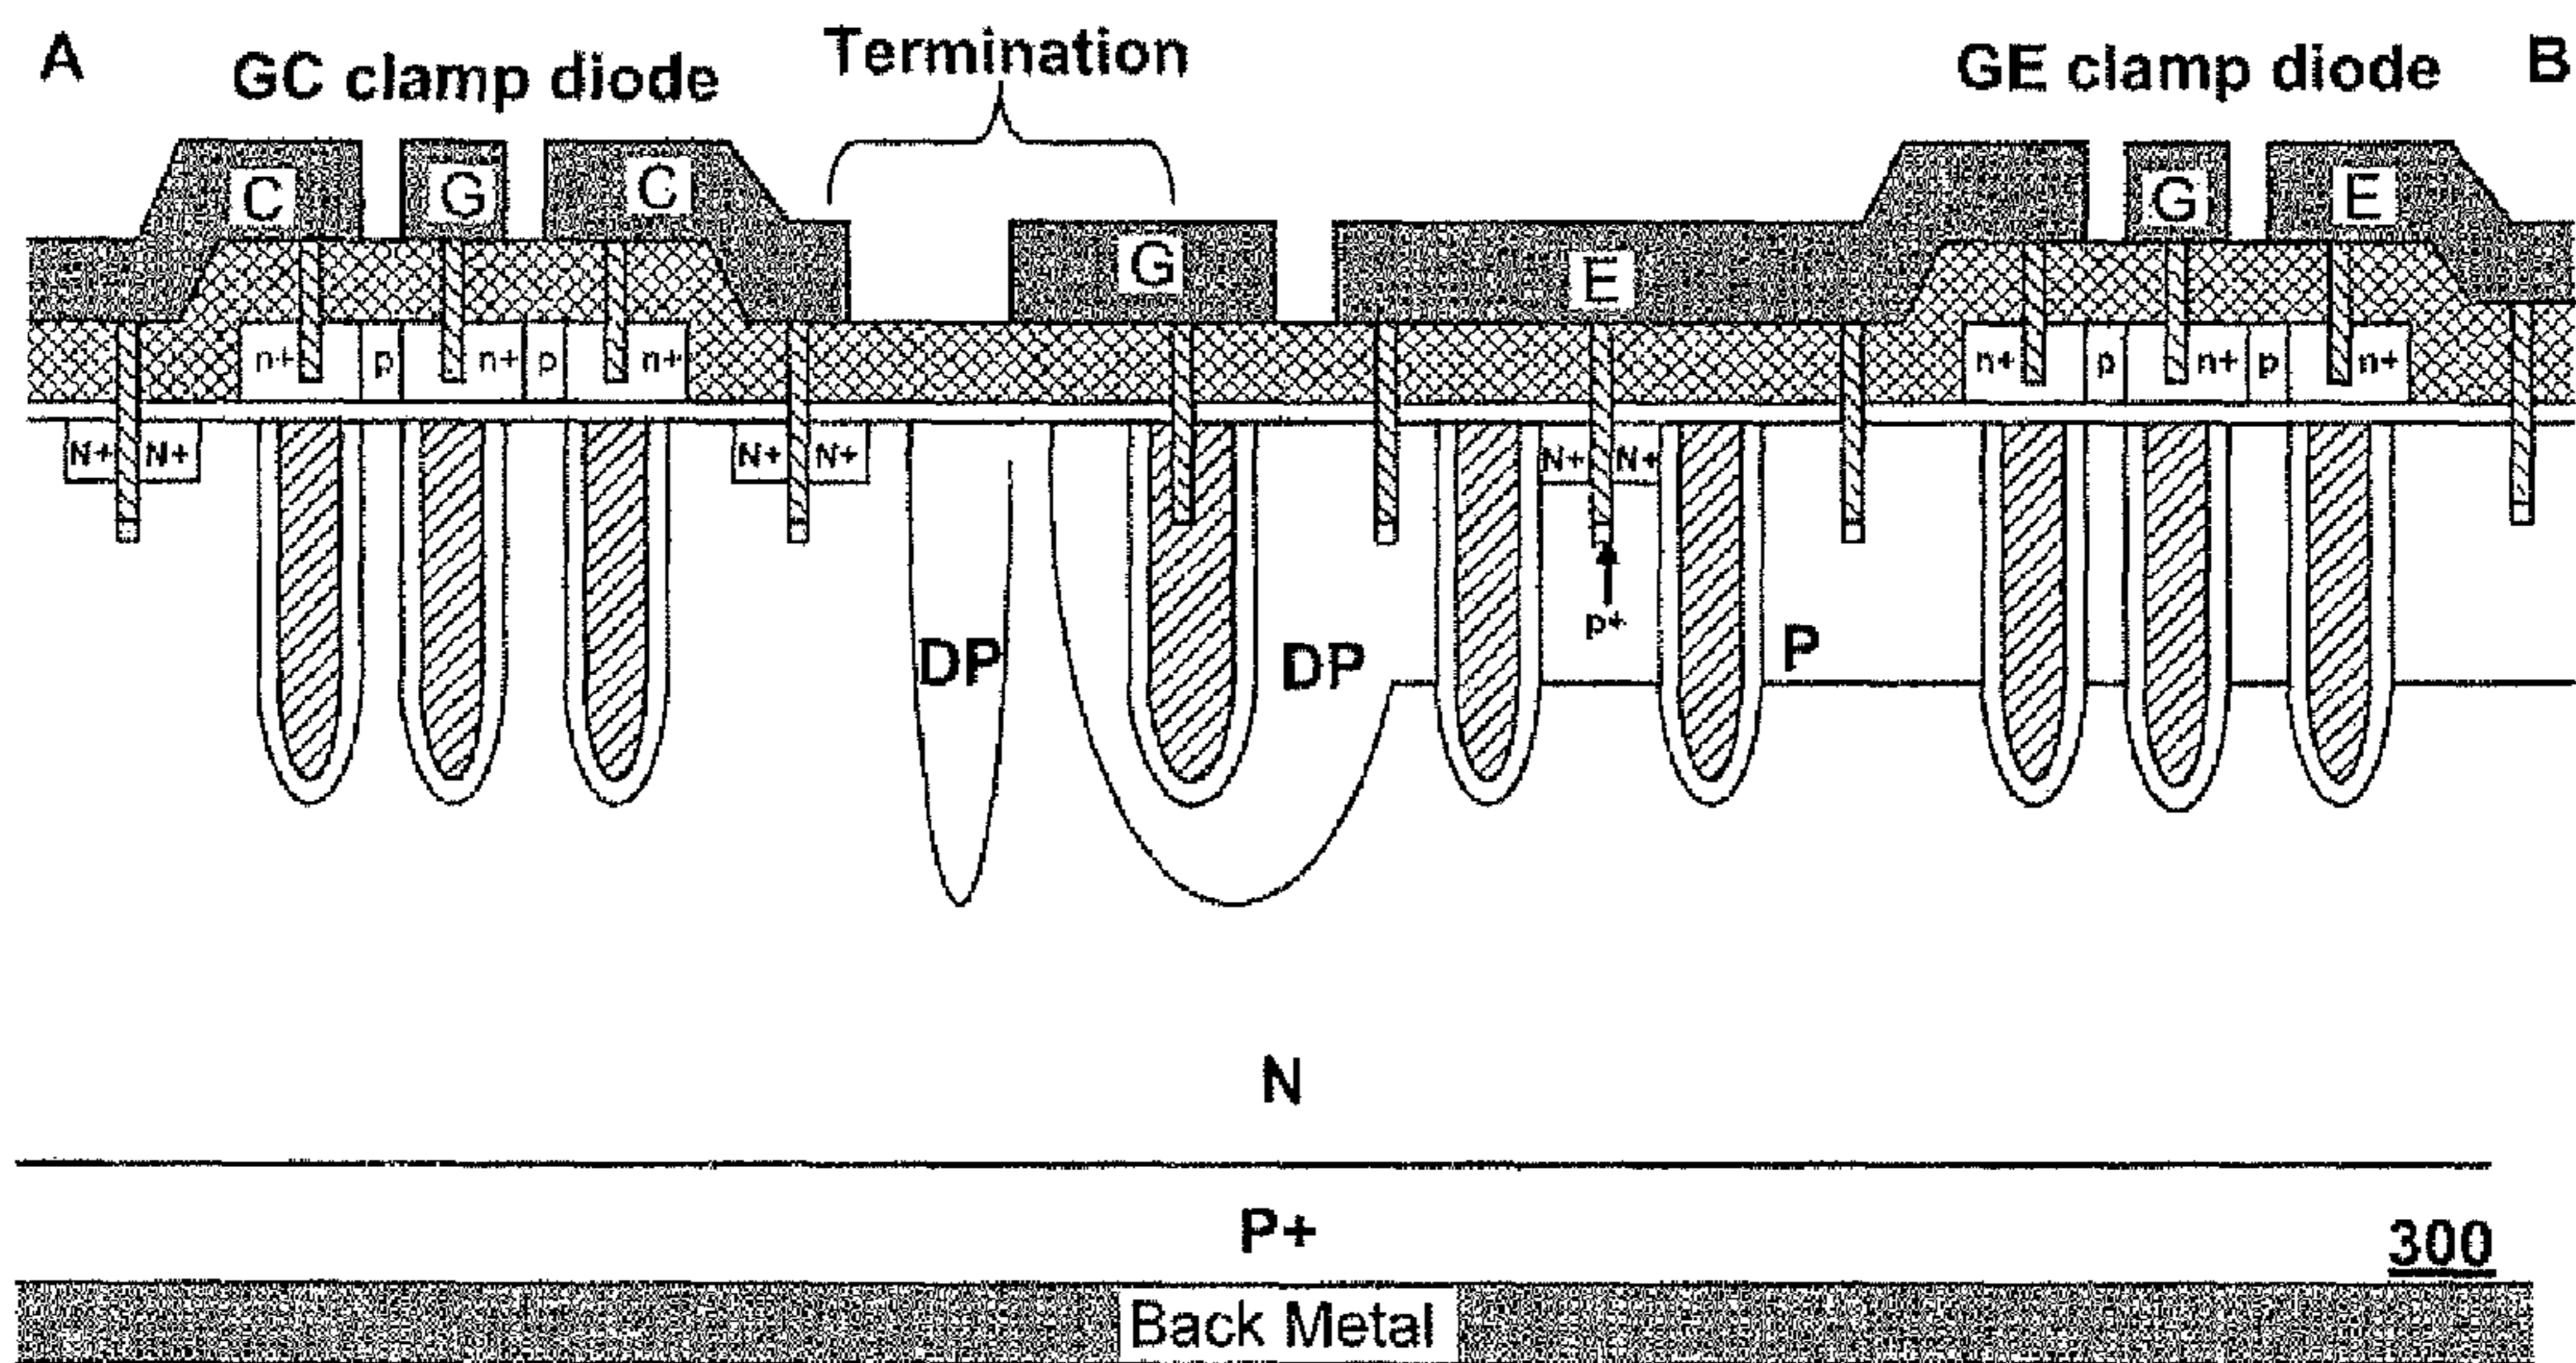 A
GC clamp diode
Termination
GE clamp diode
B
C
G
C
G
E
G
E
n+
p
n+
p
n+
n+
p
n+
p
n+
N+
N+
N+
N+
N+
N+
p+
DP
DP
P
N
P+
300
Back Metal